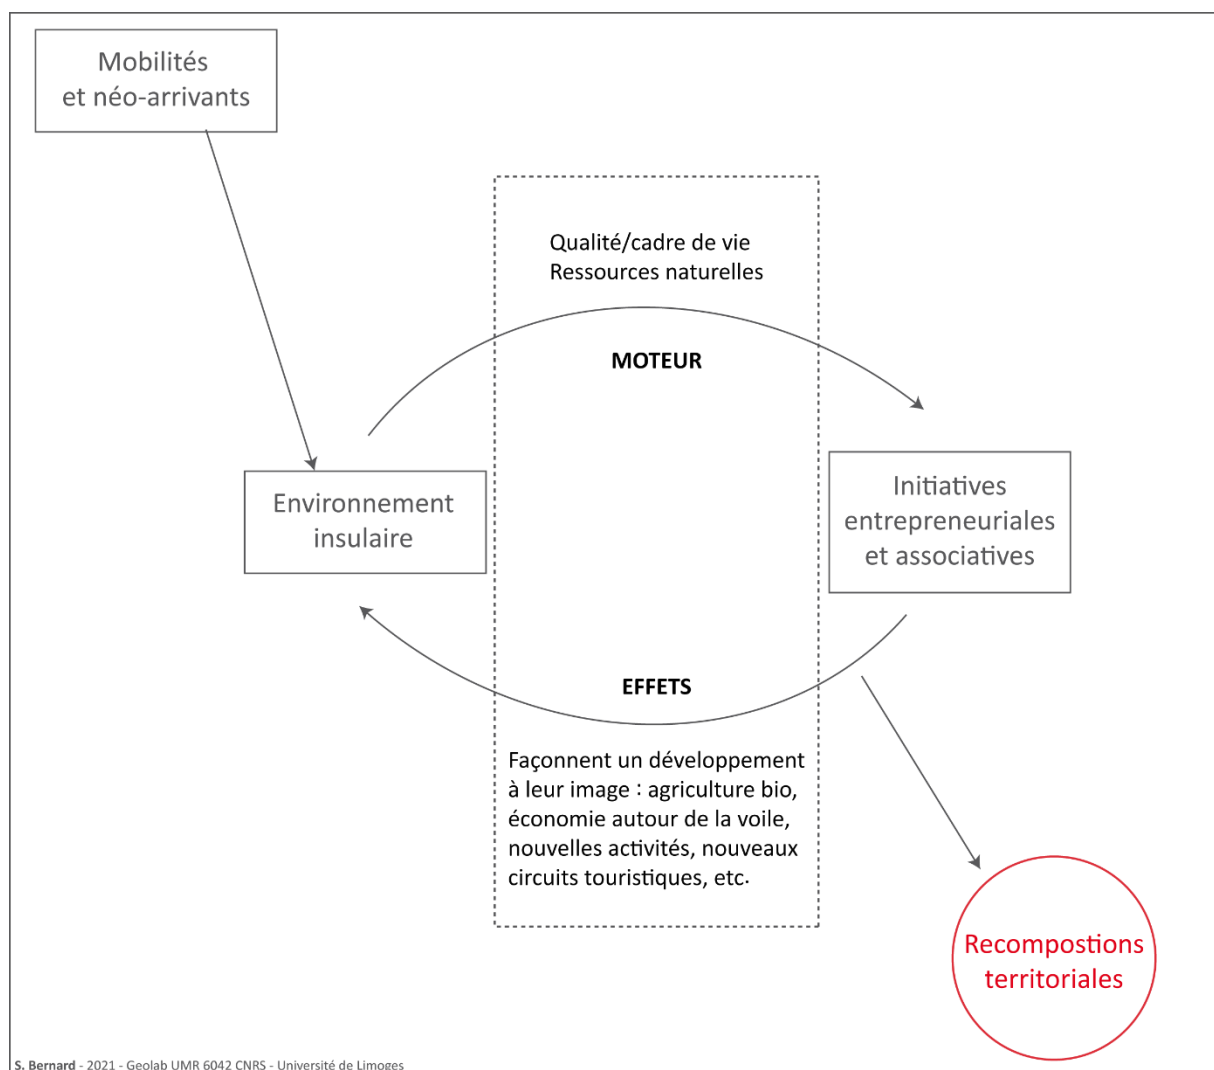 Mobilités
et néo-arrivants
Qualité/cadre de vie
Ressources naturelles
MOTEUR
Environnement
insulaire
Initiatives
entrepreneuriales
et associatives
EFFETS
Façonnent un développement
à leur image : agriculture bio,
économie autour de la voile,
nouvelles activités, nouveaux
circuits touristiques, etc.
Recompostions
territoriales
S. Bernard - 2021 - Geolab UMR 6042 CNRS - Université de Limoges